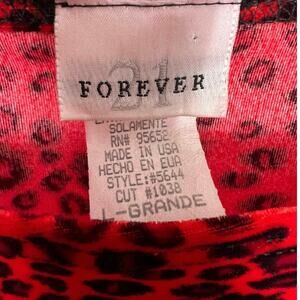 21
FOREVER
SOLAMENTE
RN# 95652
MADE IN USA
HECHO EN EUA
STYLE:#5644
CUT #1038
L-GRANDE